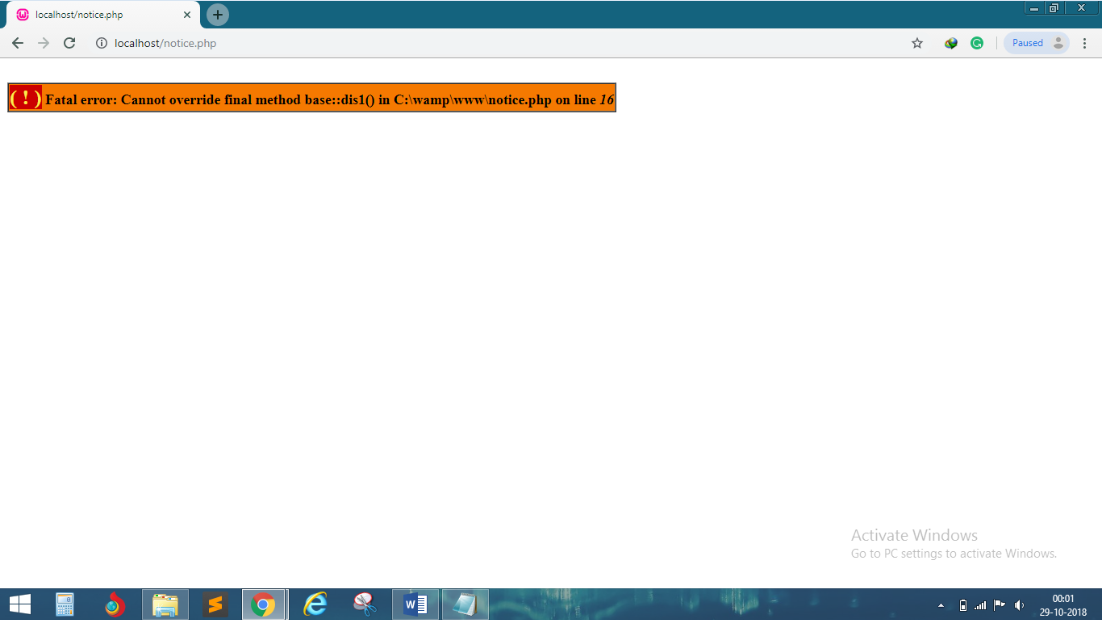 localhost/notice.php
localhost/notice.php
Paused
( ! ) Fatal error: Cannot override final method base::dis1() in C:\wamp\www\notice.php on line 16
Activate Windows
Go to PC settings to activate Windows.
00:01
29-10-2018